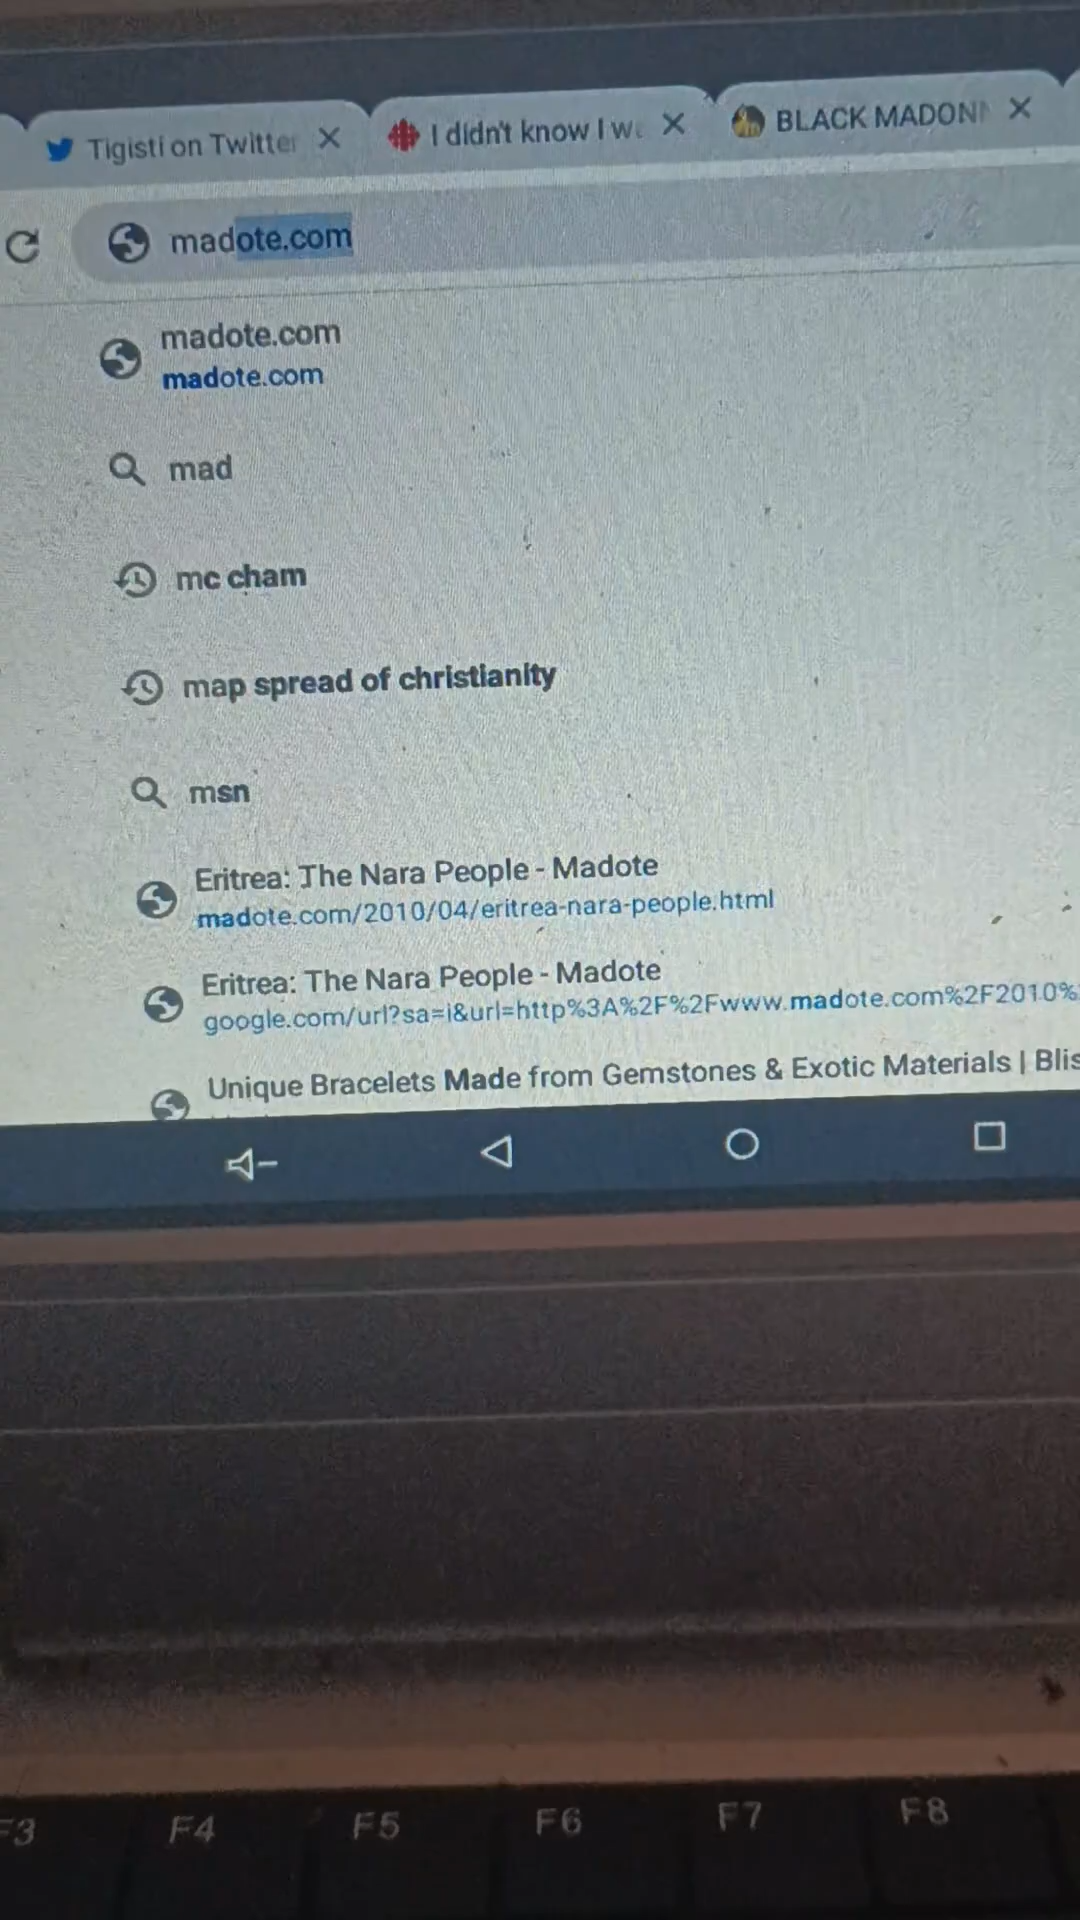 Tigisti on Twitter
I didn't know I wa
BLACK MADONN
madote.com
madote.com
madote.com
mad
mc cham
map spread of christianity
msn
Eritrea: The Nara People - Madote
madote.com/2010/04/eritrea-nara-people.html
Eritrea: The Nara People - Madote
google.com/url?sa=i&url=http%3A%2F%2Fwww.madote.com%2F2010%
Unique Bracelets Made from Gemstones & Exotic Materials | Blis
F3 F4 F5 F6 F7 F8